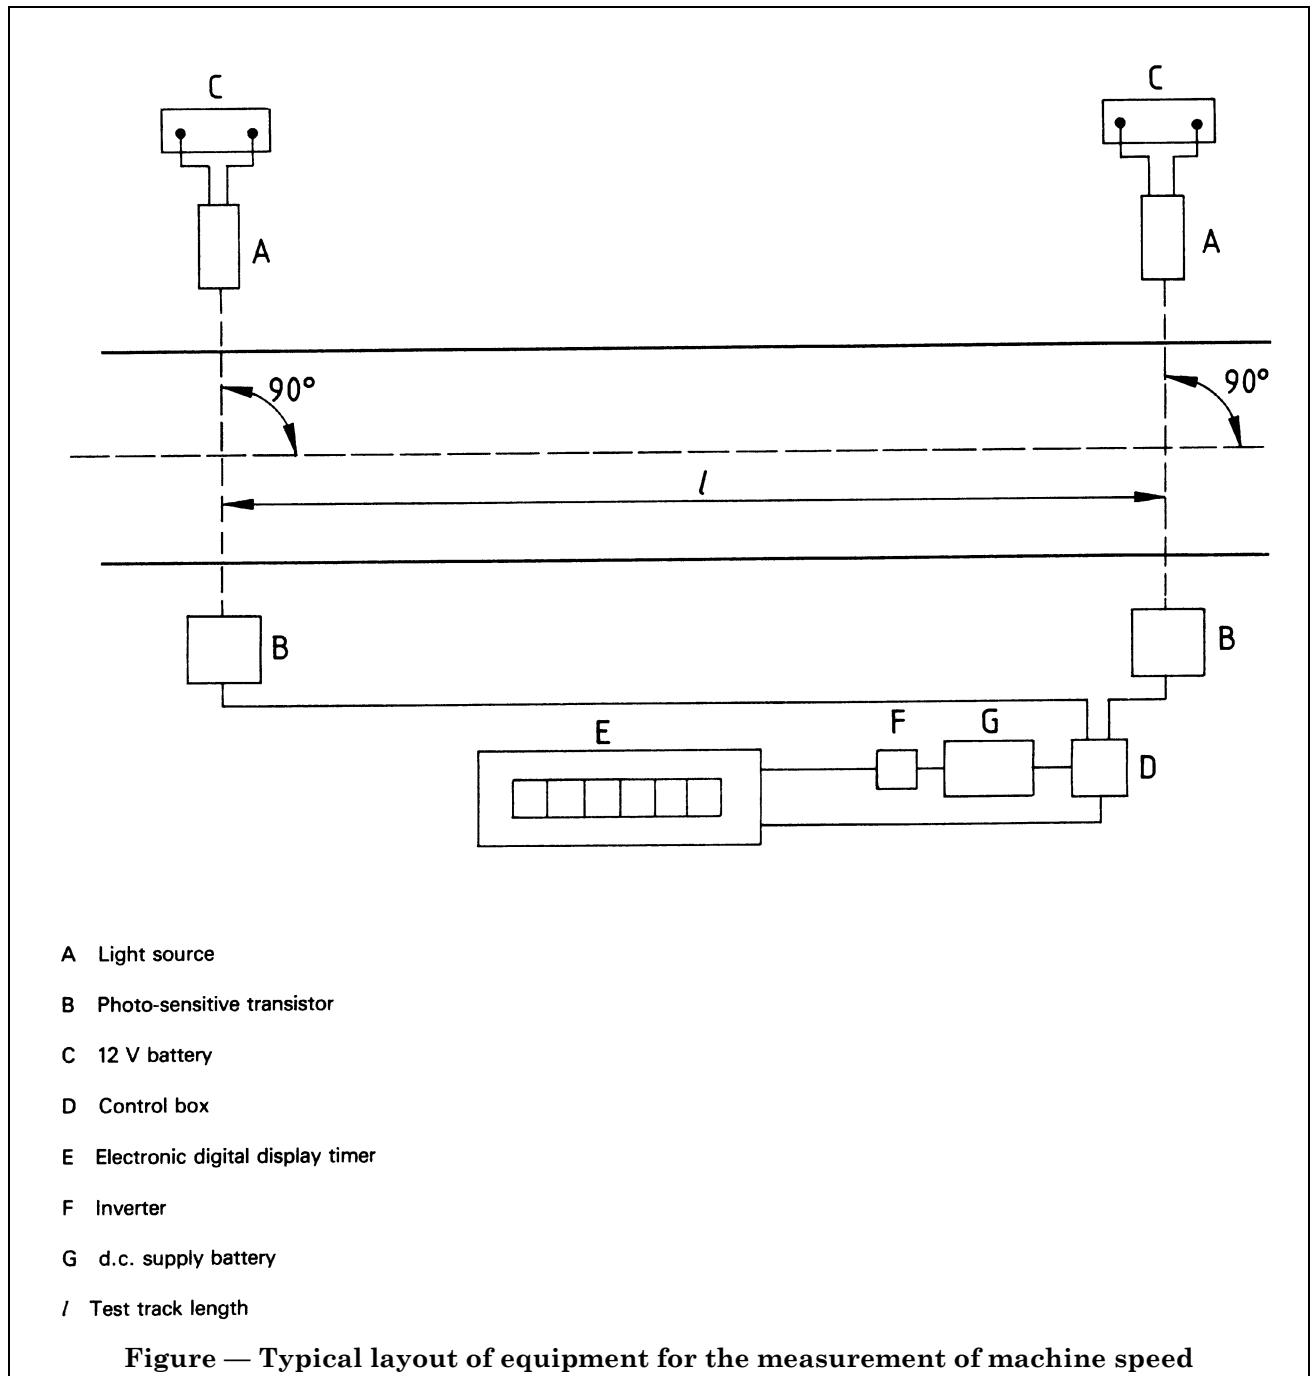 C
C
A
A
90°
90°
l
B
B
E
F
G
D
A Light source
B Photo-sensitive transistor
C 12 V battery
D Control box
E Electronic digital display timer
F Inverter
G d.c. supply battery
l Test track length
Figure — Typical layout of equipment for the measurement of machine speed